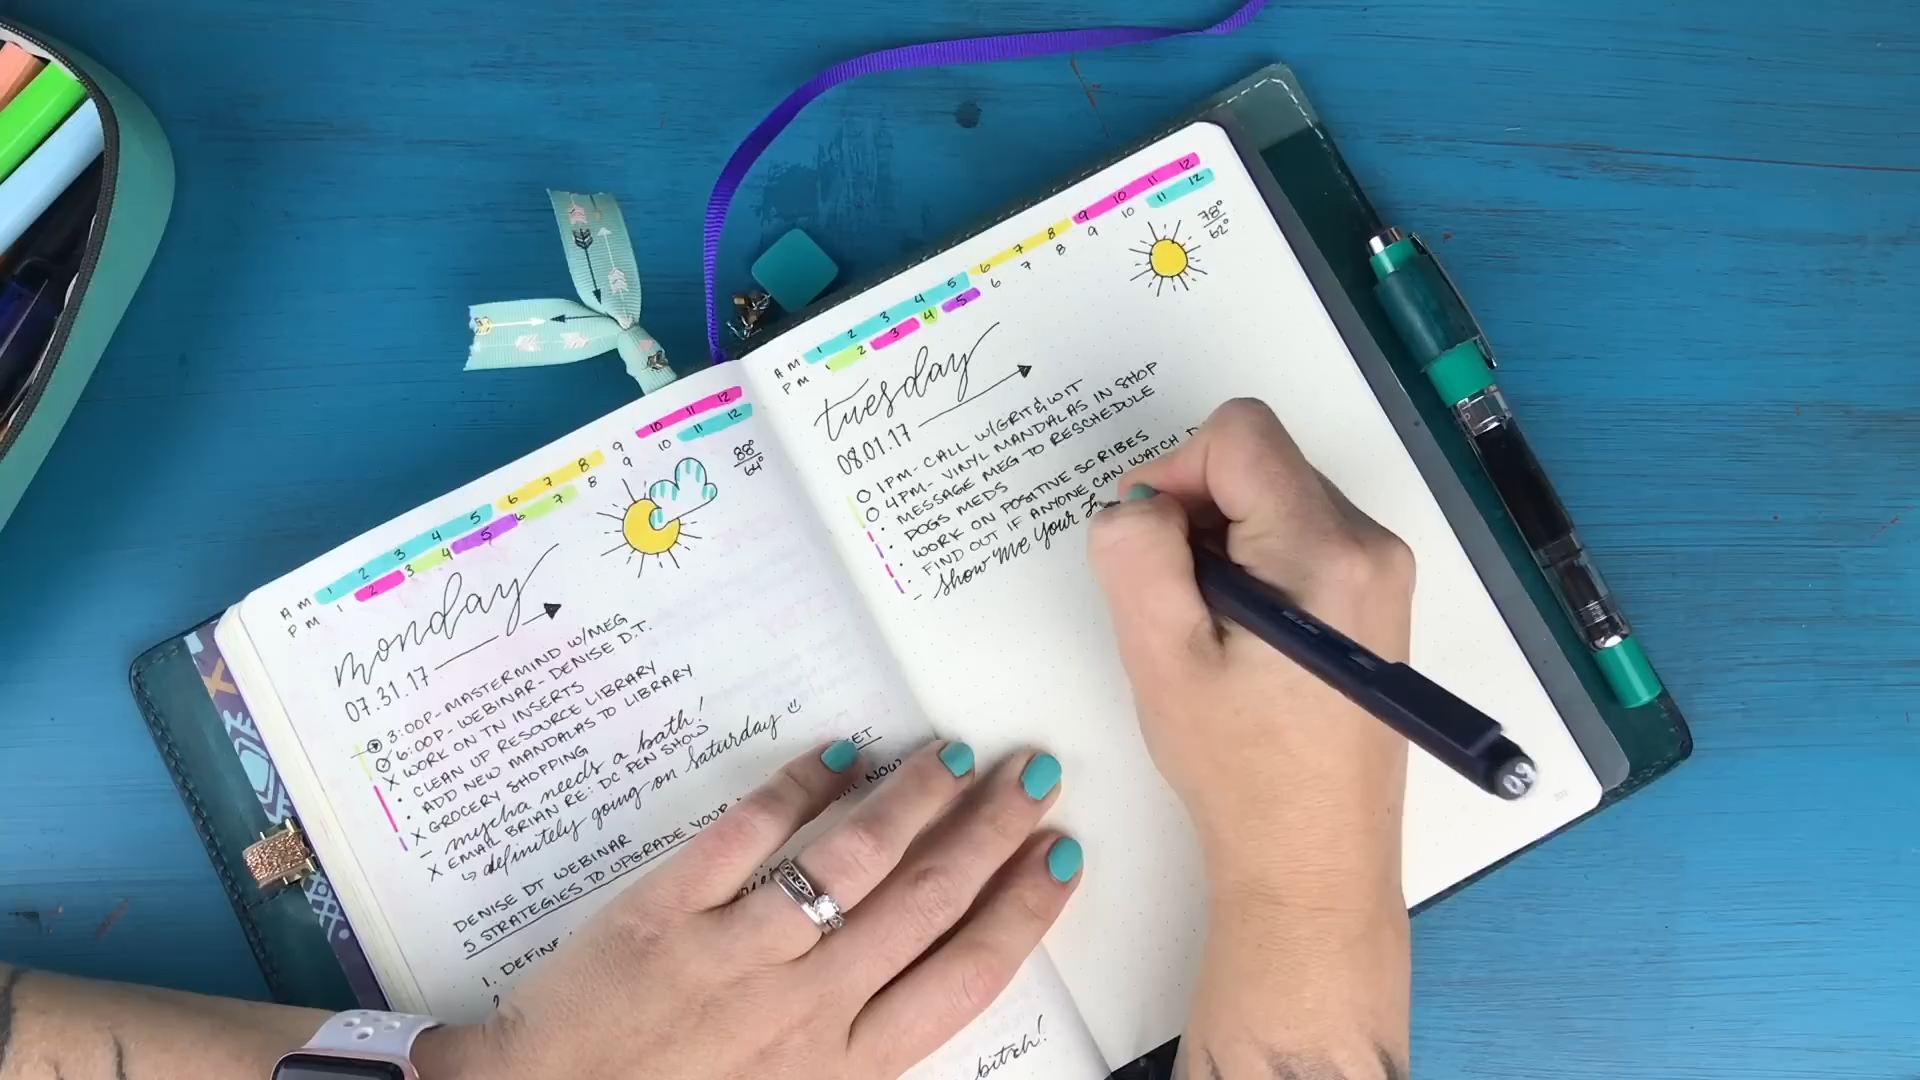 AM 1 2 3 4 5 6 7 8 9 10 11 12
PM 1 2 3 4 5 6 7 8 9 10 11 12
88°
64°
monday
07.31.17
3:00P- MASTERMIND W/MEG
6:00P- WEBINAR- DENISE D.T.
X WORK ON TN INSERTS
• CLEAN UP RESOURCE LIBRARY
• ADD NEW MANDALAS TO LIBRARY
X GROCERY SHOPPING
- mycha needs a bath!
X EMAIL BRIAN RE: DC PEN SHOW
↳ definitely going on saturday
DENISE DT WEBINAR
5 STRATEGIES TO UPGRADE YOUR
NOW
1. DEFINE
2
bitch!
AM 1 2 3 4 5 6 7 8 9 10 11 12
PM 1 2 3 4 5 6 7 8 9 10 11 12
78°
62°
tuesday
08.01.17
O 1PM- CALL W/GRIT&WIT
O 4PM- VINYL MANDALAS IN SHOP
• MESSAGE MEG TO RESCHEDULE
• DOGS MEDS
• WORK ON POSITIVE SCRIBES
• FIND OUT IF ANYONE CAN WATCH D
- Show Me Your